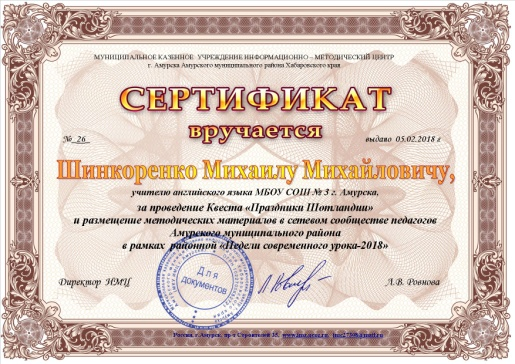 МУНИЦИПАЛЬНОЕ КАЗЕННОЕ УЧРЕЖДЕНИЕ ИНФОРМАЦИОННО – МЕТОДИЧЕСКИЙ ЦЕНТР
г. Амурска Амурского муниципального района Хабаровского края
СЕРТИФИКАТ
вручается
№ 26 выдано 05.02.2018 г
Шинкоренко Михаилу Михайловичу,
учителю английского языка МБОУ СОШ № 3 г. Амурска,
за проведение Квеста «Праздники Шотландии»
и размещение методических материалов в сетевом сообществе педагогов
Амурского муниципального района
в рамках районной «Недели современного урока-2018»
Для
документов
Директор ИМЦ Л.В. Ровнова
Россия, г. Амурск, пр-т Строителей 35,